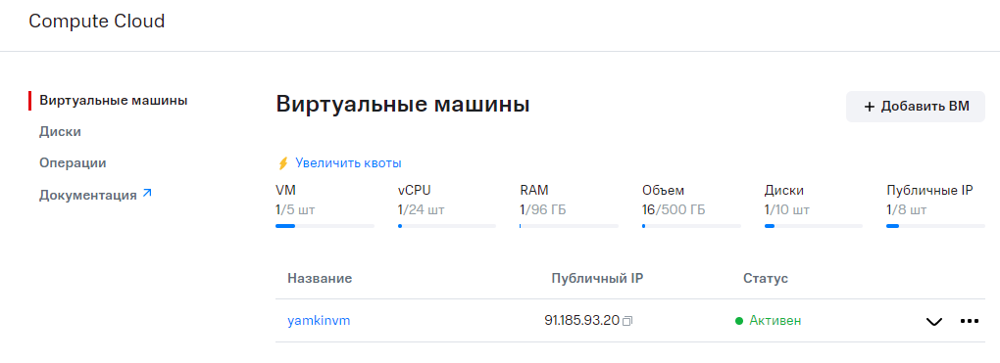 Compute Cloud
Виртуальные машины
Диски
Операции
Документация
Виртуальные машины
+ Добавить ВМ
Увеличить квоты
VM vCPU RAM Объем Диски Публичные IP
1/5 шт 1/24 шт 1/96 ГБ 16/500 ГБ 1/10 шт 1/8 шт
Название Публичный IP Статус
yamkinvm 91.185.93.20 Активен